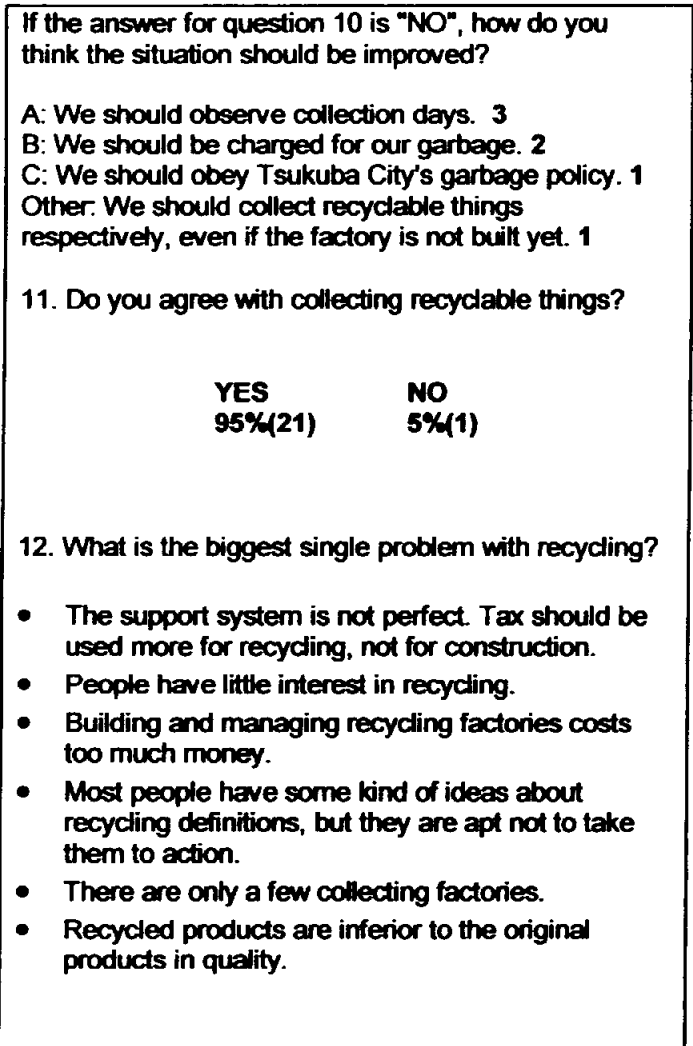 If the answer for question 10 is "NO", how do you
think the situation should be improved?
A: We should observe collection days. 3
B: We should be charged for our garbage. 2
C: We should obey Tsukuba City's garbage policy. 1
Other: We should collect recyclable things
respectively, even if the factory is not built yet. 1
11. Do you agree with collecting recyclable things?
YES NO
95%(21) 5%(1)
12. What is the biggest single problem with recycling?
• The support system is not perfect. Tax should be
used more for recycling, not for construction.
• People have little interest in recycling.
• Building and managing recycling factories costs
too much money.
• Most people have some kind of ideas about
recycling definitions, but they are apt not to take
them to action.
• There are only a few collecting factories.
• Recycled products are inferior to the original
products in quality.